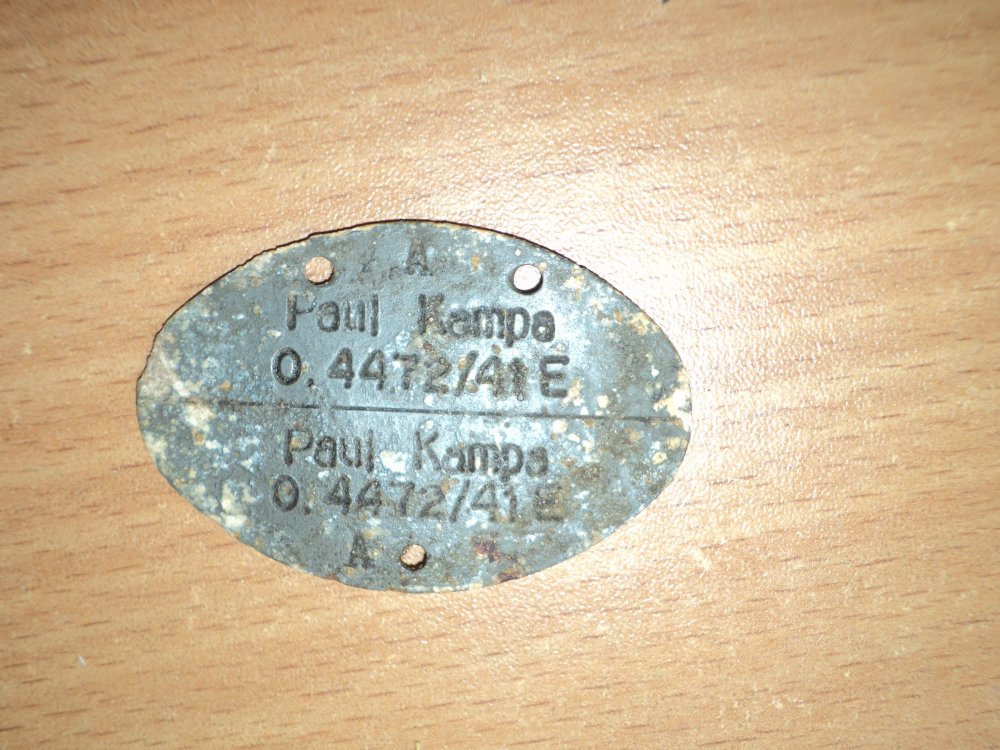 A
Paul Kampa
O. 4472/41 E
Paul Kampa
O. 4472/41 E
A